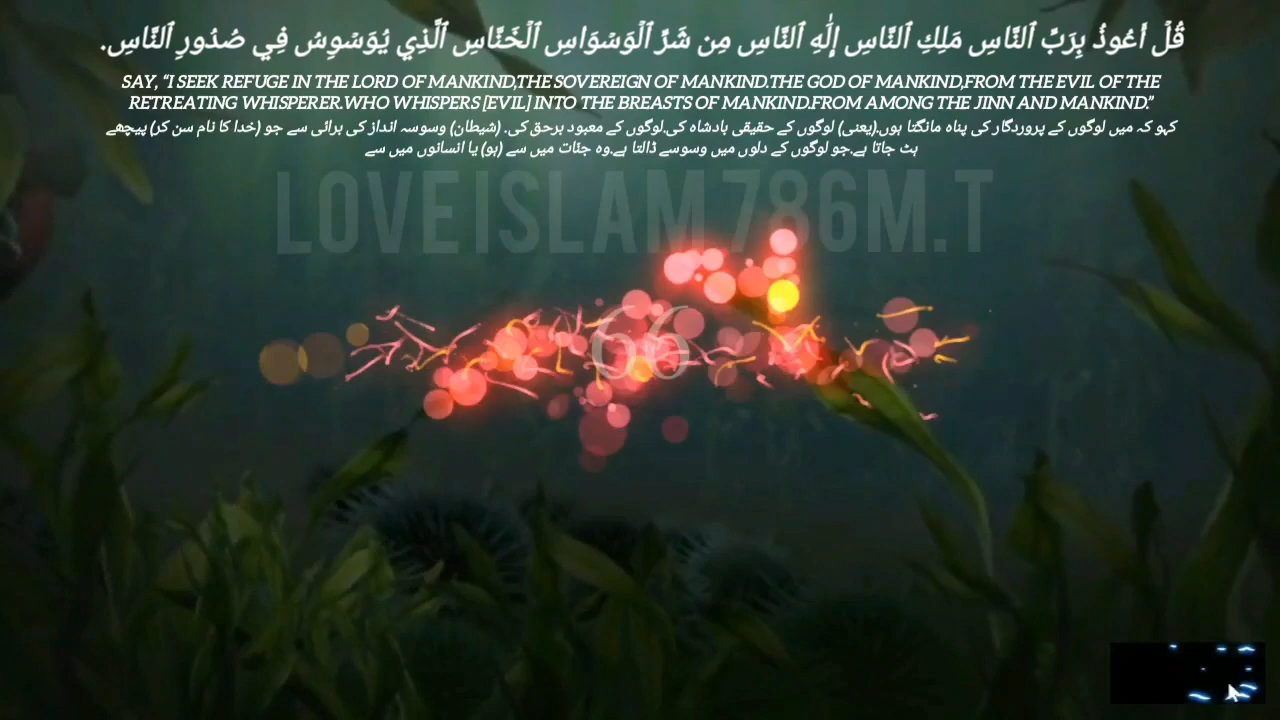 قُلْ أَعُوذُ بِرَبِّ ٱلنَّاسِ مَلِكِ ٱلنَّاسِ إِلَٰهِ ٱلنَّاسِ مِن شَرِّ ٱلْوَسْوَاسِ ٱلْخَنَّاسِ ٱلَّذِي يُوَسْوِسُ فِي صُدُورِ ٱلنَّاسِ.
SAY, “I SEEK REFUGE IN THE LORD OF MANKIND,THE SOVEREIGN OF MANKIND.THE GOD OF MANKIND,FROM THE EVIL OF THE
RETREATING WHISPERER.WHO WHISPERS [EVIL] INTO THE BREASTS OF MANKIND.FROM AMONG THE JINN AND MANKIND.”
کہو کہ میں لوگوں کے پروردگار کی پناہ مانگتا ہوں.(یعنی) لوگوں کے حقیقی بادشاہ کی.لوگوں کے معبود برحق کی. (شیطان) وسوسہ انداز کی برائی سے جو (خدا کا نام سن کر) پیچھے
ہٹ جاتا ہے.جو لوگوں کے دلوں میں وسوسے ڈالتا ہے.وہ جنّات میں سے (ہو) یا انسانوں میں سے
LOVE ISLAM 786M.T
66